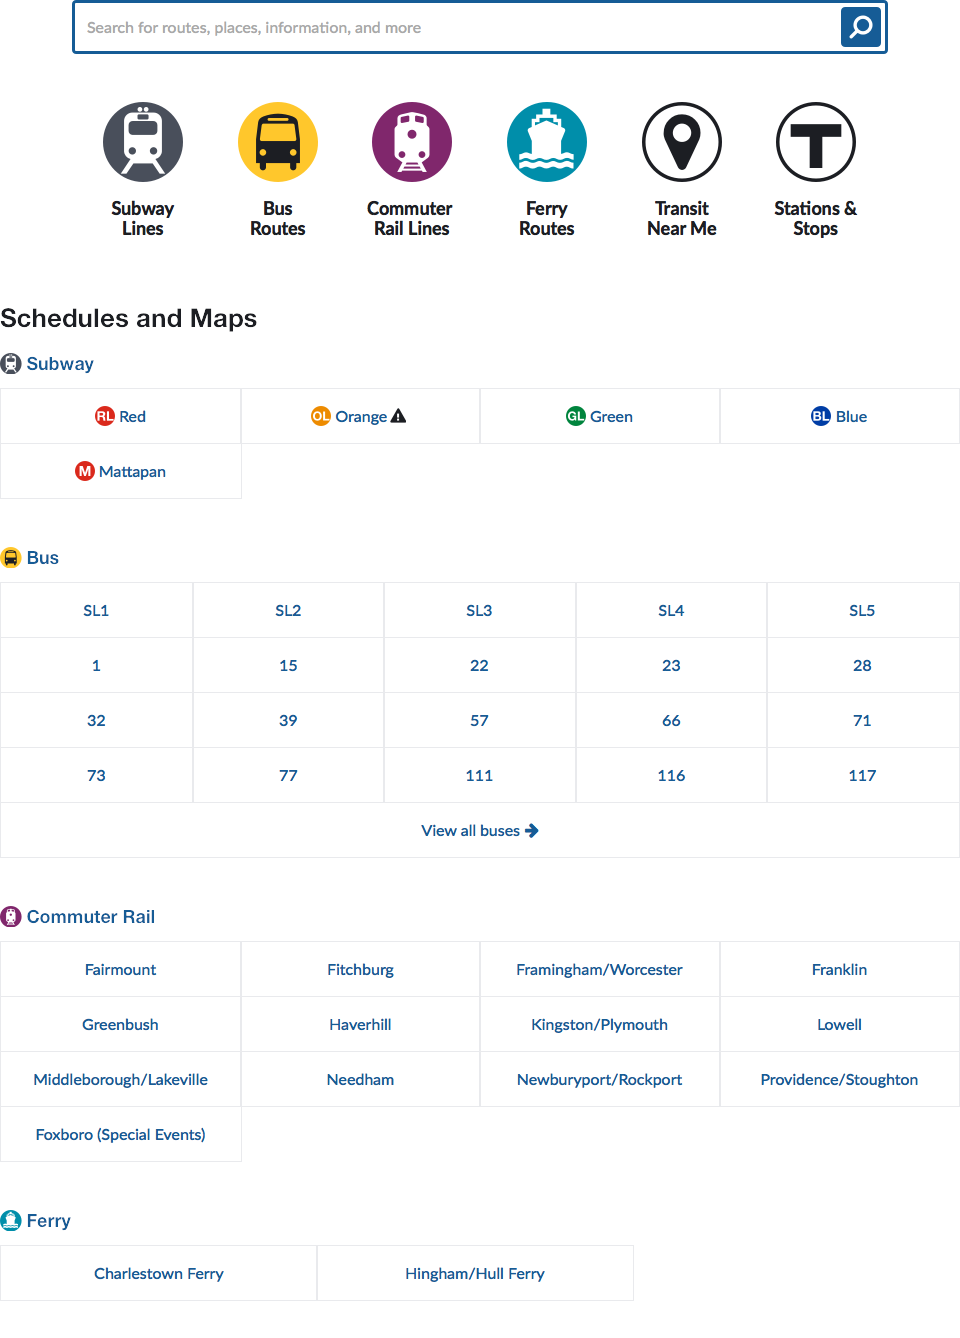 Search for routes, places, information, and more
Subway Lines
Bus Routes
Commuter Rail Lines
Ferry Routes
Transit Near Me
Stations & Stops
Schedules and Maps
Subway
RL Red
OL Orange
GL Green
BL Blue
M Mattapan
Bus
SL1 SL2 SL3 SL4 SL5
1 15 22 23 28
32 39 57 66 71
73 77 111 116 117
View all buses
Commuter Rail
Fairmount Fitchburg Framingham/Worcester Franklin
Greenbush Haverhill Kingston/Plymouth Lowell
Middleborough/Lakeville Needham Newburyport/Rockport Providence/Stoughton
Foxboro (Special Events)
Ferry
Charlestown Ferry Hingham/Hull Ferry